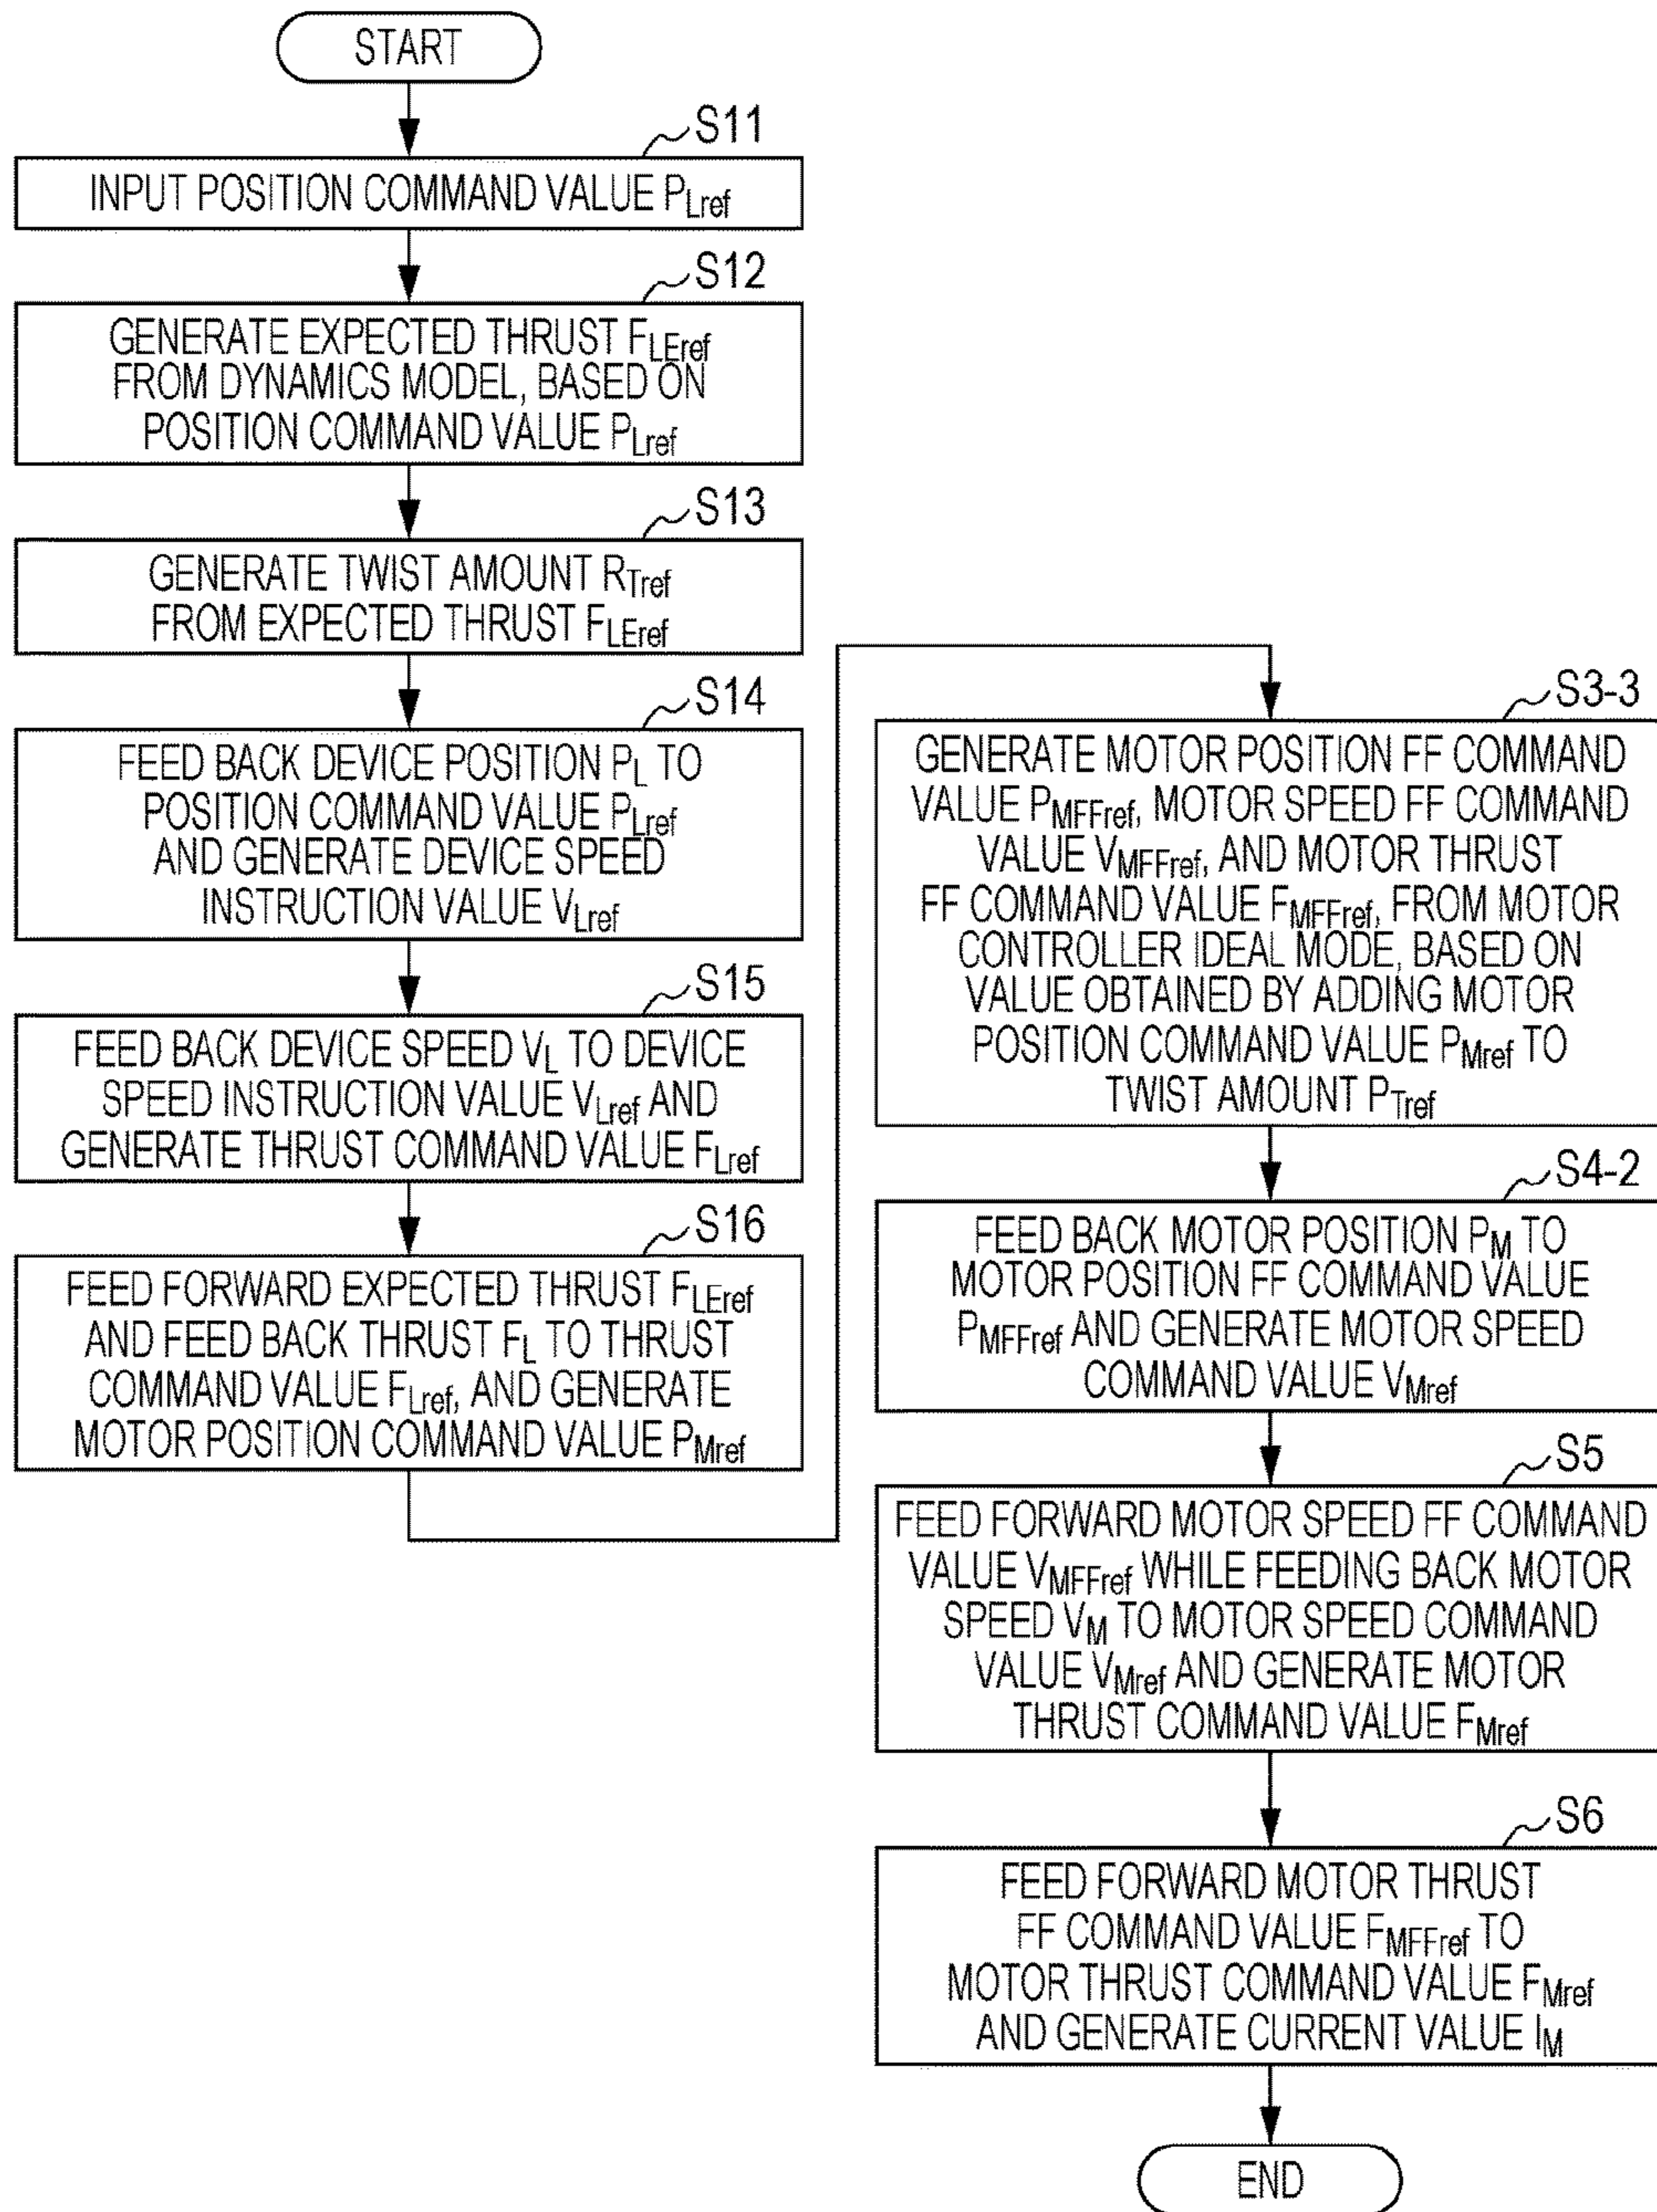 START
S11
INPUT POSITION COMMAND VALUE PLref
S12
GENERATE EXPECTED THRUST FLEref
FROM DYNAMICS MODEL, BASED ON
POSITION COMMAND VALUE PLref
S13
GENERATE TWIST AMOUNT RTref
FROM EXPECTED THRUST FLEref
S14
FEED BACK DEVICE POSITION PL TO
POSITION COMMAND VALUE PLref
AND GENERATE DEVICE SPEED
INSTRUCTION VALUE VLref
S15
FEED BACK DEVICE SPEED VL TO DEVICE
SPEED INSTRUCTION VALUE VLref AND
GENERATE THRUST COMMAND VALUE FLref
S16
FEED FORWARD EXPECTED THRUST FLEref
AND FEED BACK THRUST FL TO THRUST
COMMAND VALUE FLref, AND GENERATE
MOTOR POSITION COMMAND VALUE PMref
S3-3
GENERATE MOTOR POSITION FF COMMAND
VALUE PMFFref, MOTOR SPEED FF COMMAND
VALUE VMFFref, AND MOTOR THRUST
FF COMMAND VALUE FMFFref, FROM MOTOR
CONTROLLER IDEAL MODE, BASED ON
VALUE OBTAINED BY ADDING MOTOR
POSITION COMMAND VALUE PMref TO
TWIST AMOUNT PTref
S4-2
FEED BACK MOTOR POSITION PM TO
MOTOR POSITION FF COMMAND VALUE
PMFFref AND GENERATE MOTOR SPEED
COMMAND VALUE VMref
S5
FEED FORWARD MOTOR SPEED FF COMMAND
VALUE VMFFref WHILE FEEDING BACK MOTOR
SPEED VM TO MOTOR SPEED COMMAND
VALUE VMref AND GENERATE MOTOR
THRUST COMMAND VALUE FMref
S6
FEED FORWARD MOTOR THRUST
FF COMMAND VALUE FMFFref TO
MOTOR THRUST COMMAND VALUE FMref
AND GENERATE CURRENT VALUE IM
END